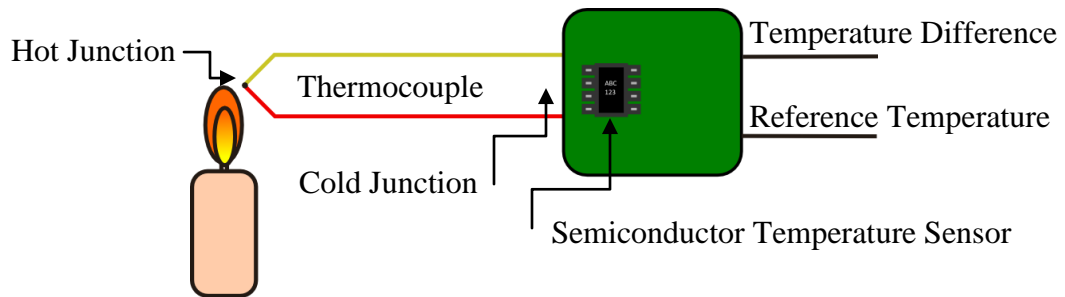 Hot Junction
Temperature Difference
Thermocouple
ABC
123
Reference Temperature
Cold Junction
Semiconductor Temperature Sensor